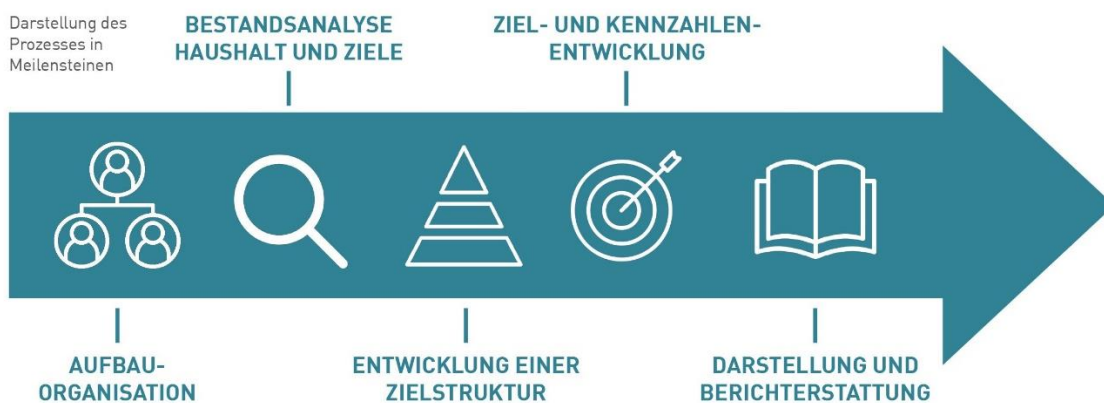 Darstellung des
Prozesses in
Meilensteinen
BESTANDSANALYSE
HAUSHALT UND ZIELE
ZIEL- UND KENNZAHLEN-
ENTWICKLUNG
AUFBAU-
ORGANISATION
ENTWICKLUNG EINER
ZIELSTRUKTUR
DARSTELLUNG UND
BERICHTERSTATTUNG